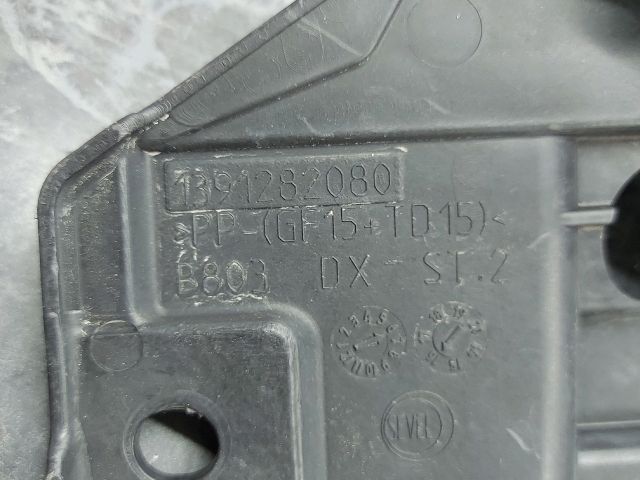 1391282080
>PP-(GF15+TD15)<
B803 DX - ST.2
SEVEL